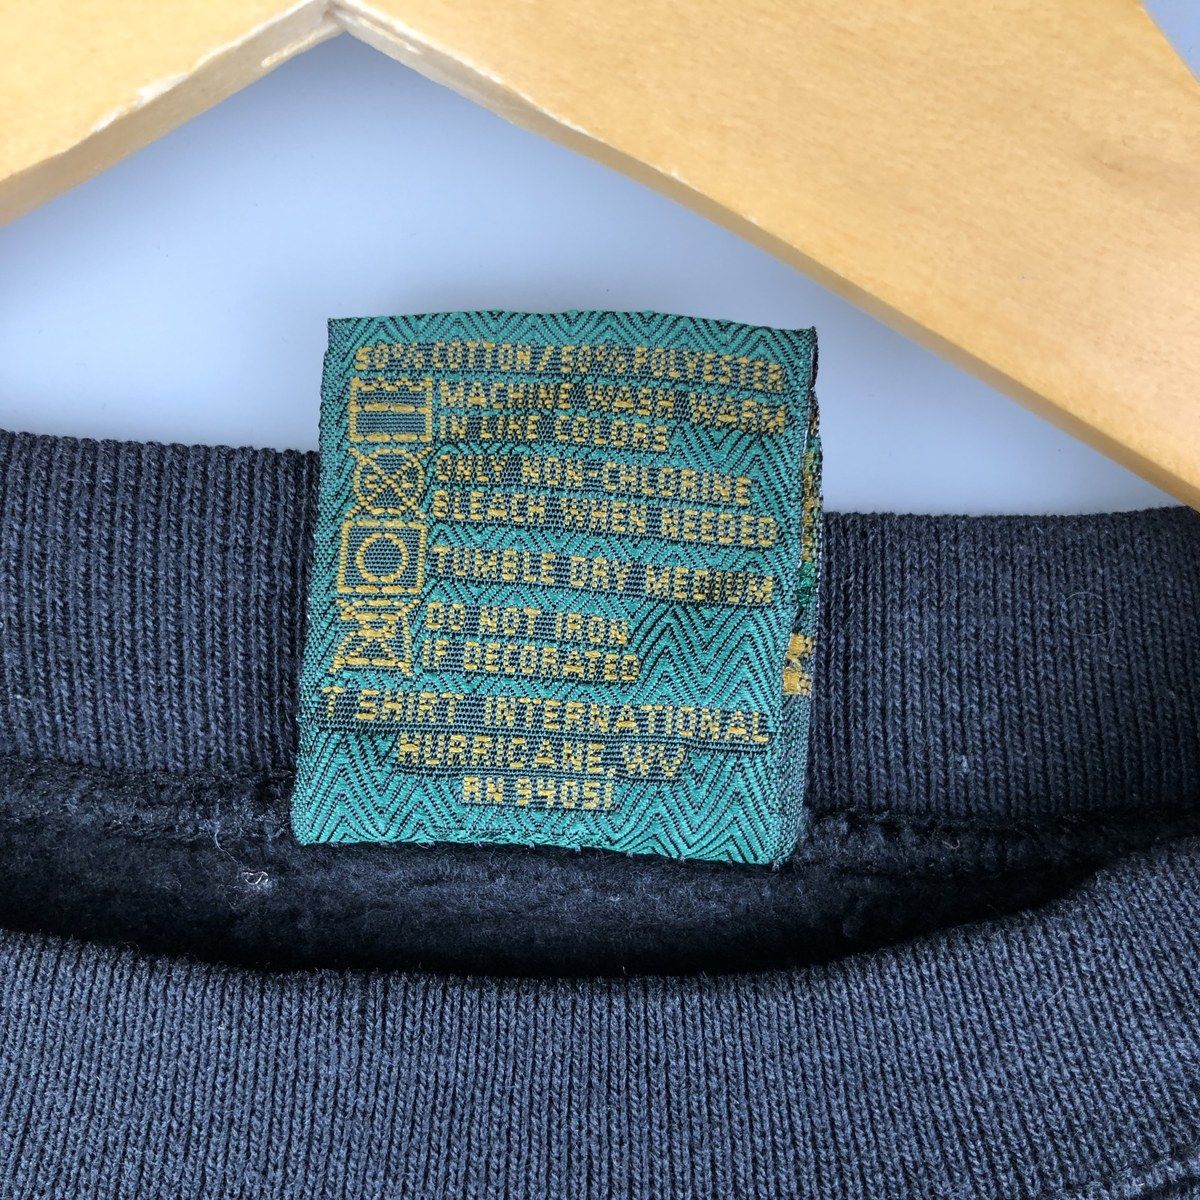 50% COTTON / 50% POLYESTER
MACHINE WASH WARM
IN LIKE COLORS
ONLY NON-CHLORINE
BLEACH WHEN NEEDED
TUMBLE DRY MEDIUM
DO NOT IRON
IF DECORATED
T SHIRT INTERNATIONAL
HURRICANE, WV
RN 94051